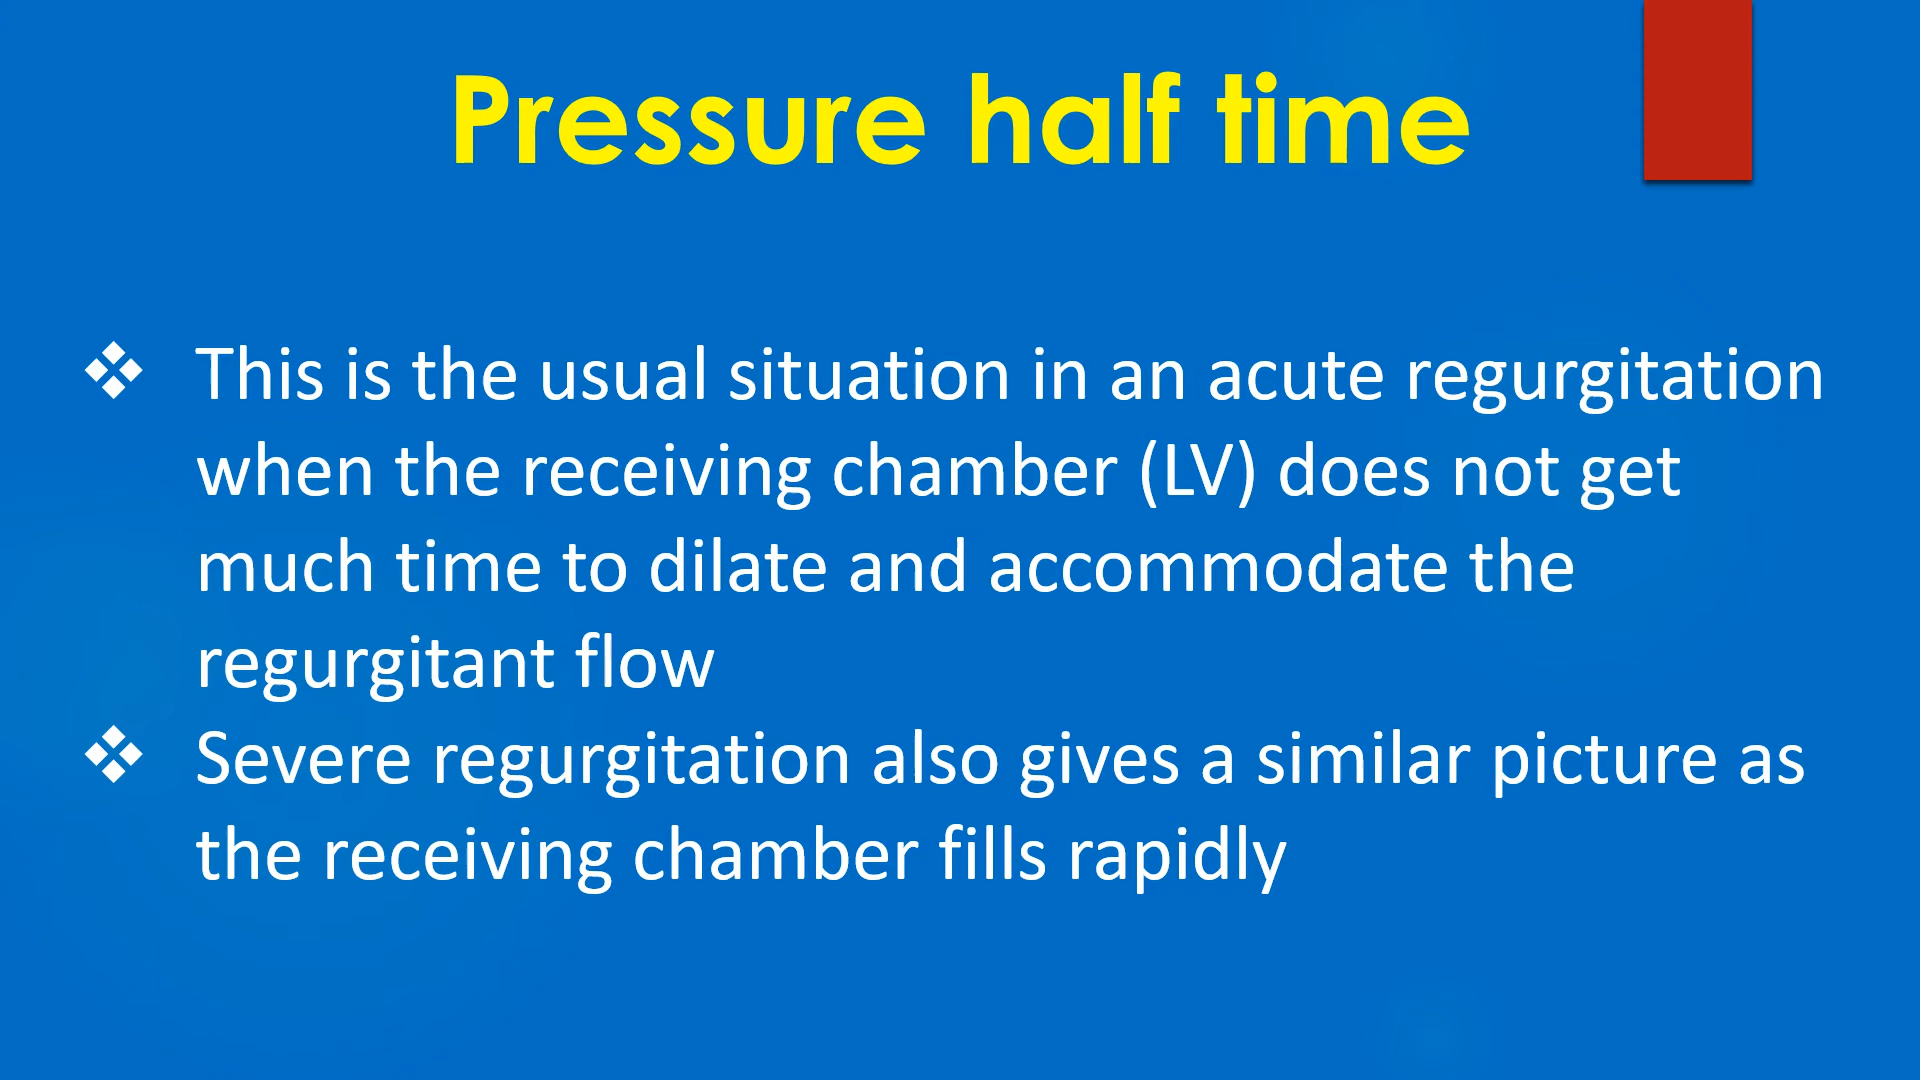 Pressure half time
❖ This is the usual situation in an acute regurgitation
when the receiving chamber (LV) does not get
much time to dilate and accommodate the
regurgitant flow
❖ Severe regurgitation also gives a similar picture as
the receiving chamber fills rapidly